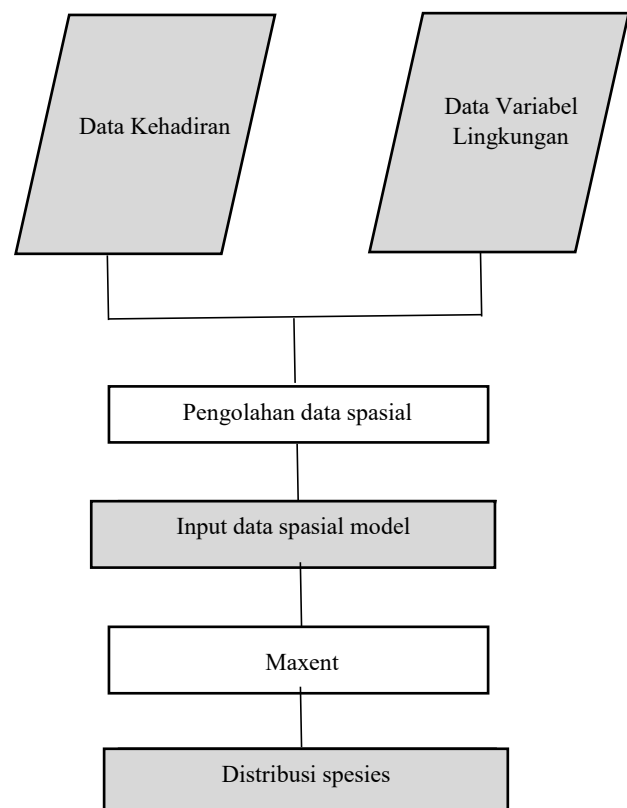 Data Kehadiran
Data Variabel
Lingkungan
Pengolahan data spasial
Input data spasial model
Maxent
Distribusi spesies